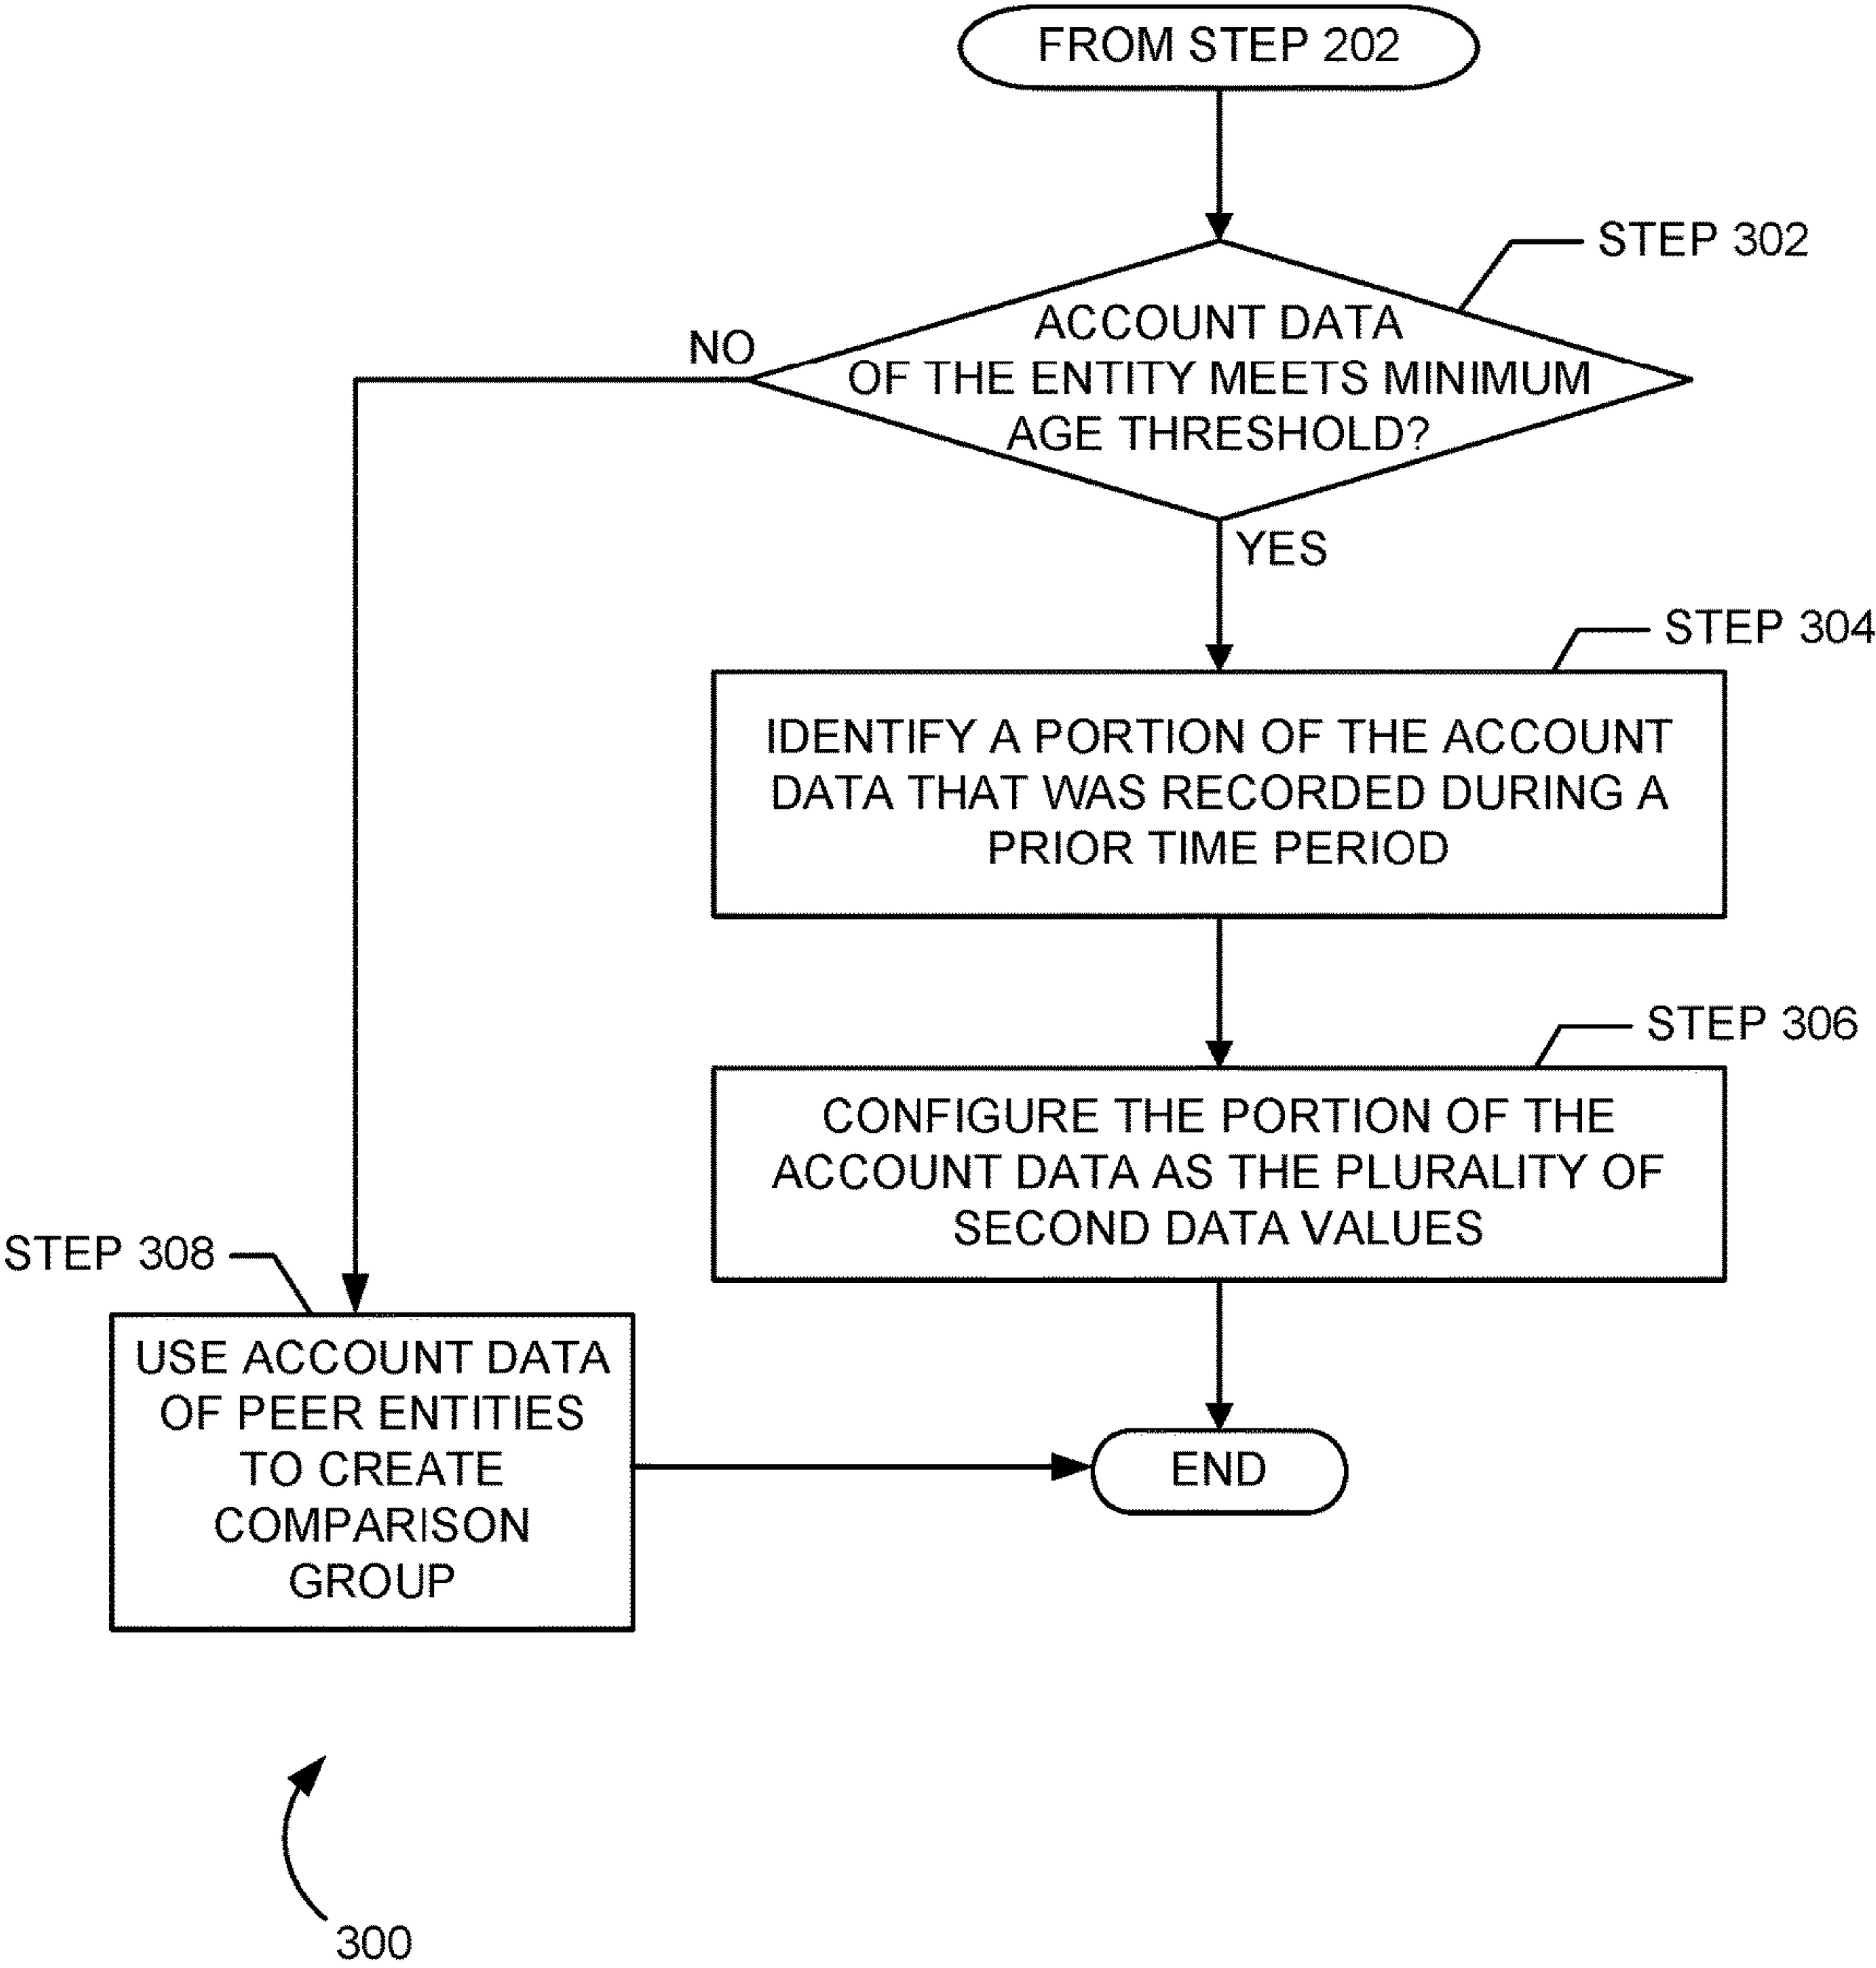 FROM STEP 202
STEP 302
ACCOUNT DATA
OF THE ENTITY MEETS MINIMUM
AGE THRESHOLD?
NO
YES
STEP 304
IDENTIFY A PORTION OF THE ACCOUNT
DATA THAT WAS RECORDED DURING A
PRIOR TIME PERIOD
STEP 306
CONFIGURE THE PORTION OF THE
ACCOUNT DATA AS THE PLURALITY OF
SECOND DATA VALUES
STEP 308
USE ACCOUNT DATA
OF PEER ENTITIES
TO CREATE
COMPARISON
GROUP
END
300